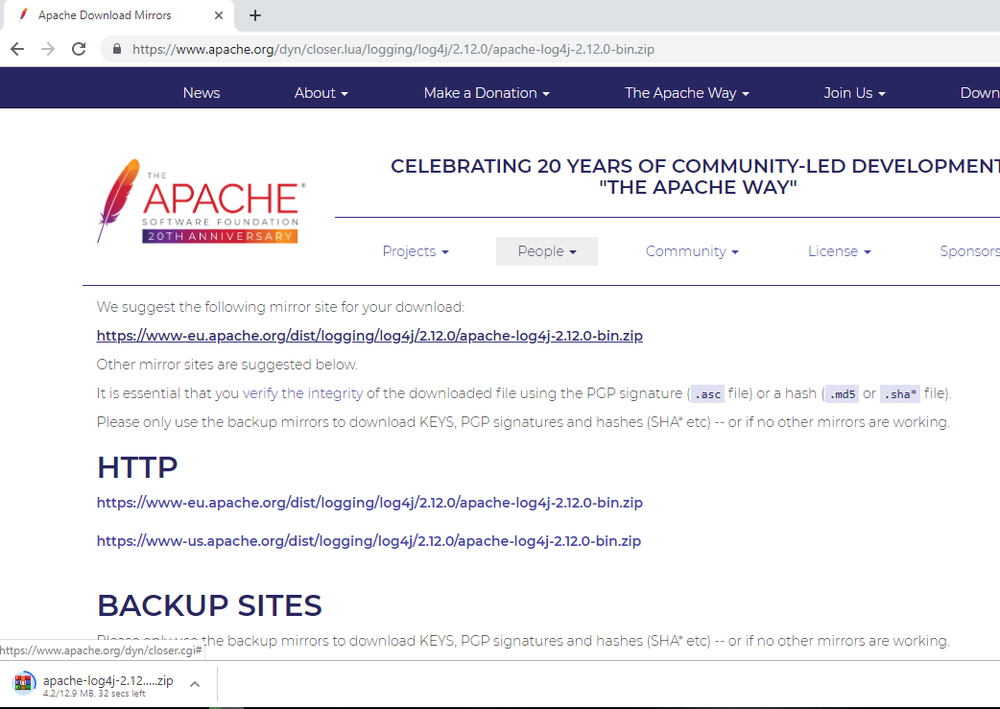 Apache Download Mirrors
https://www.apache.org/dyn/closer.lua/logging/log4j/2.12.0/apache-log4j-2.12.0-bin.zip
News About Make a Donation The Apache Way Join Us Down
THE
APACHE®
SOFTWARE FOUNDATION
20TH ANNIVERSARY
CELEBRATING 20 YEARS OF COMMUNITY-LED DEVELOPMENT
"THE APACHE WAY"
Projects People Community License Sponsors
We suggest the following mirror site for your download:
https://www-eu.apache.org/dist/logging/log4j/2.12.0/apache-log4j-2.12.0-bin.zip
Other mirror sites are suggested below.
It is essential that you verify the integrity of the downloaded file using the PGP signature (.asc file) or a hash (.md5 or .sha* file).
Please only use the backup mirrors to download KEYS, PGP signatures and hashes (SHA* etc) -- or if no other mirrors are working.
HTTP
https://www-eu.apache.org/dist/logging/log4j/2.12.0/apache-log4j-2.12.0-bin.zip
https://www-us.apache.org/dist/logging/log4j/2.12.0/apache-log4j-2.12.0-bin.zip
BACKUP SITES
Please only use the backup mirrors to download KEYS, PGP signatures and hashes (SHA* etc) -- or if no other mirrors are working.
https://www.apache.org/dyn/closer.cgi#
apache-log4j-2.12.....zip
4.2/12.9 MB, 32 secs left